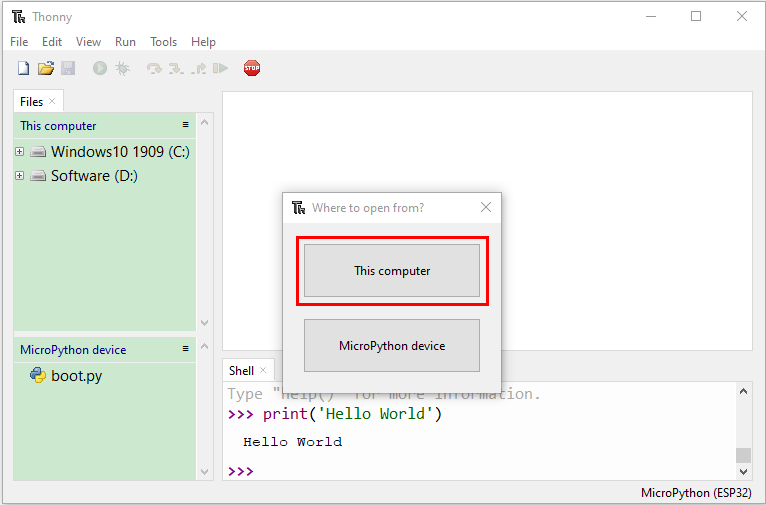 Thonny
File Edit View Run Tools Help
STOP
Files
This computer
Windows10 1909 (C:)
Software (D:)
MicroPython device
boot.py
Where to open from?
This computer
MicroPython device
Shell
Type "help()" for more information.
>>> print('Hello World')
Hello World
>>>
MicroPython (ESP32)